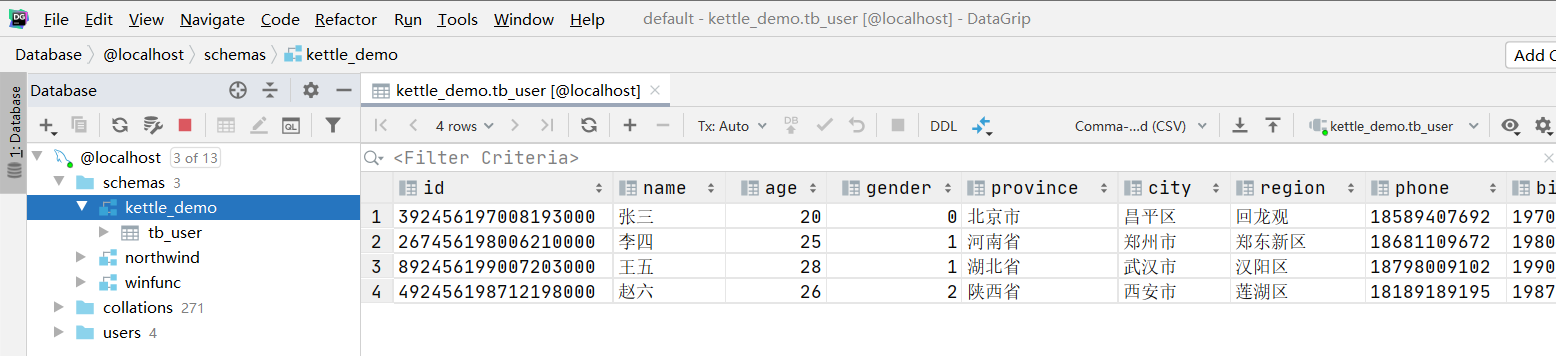 DG File Edit View Navigate Code Refactor Run Tools Window Help default - kettle_demo.tb_user [@localhost] - DataGrip
Database @localhost schemas kettle_demo
1: Database
Database
kettle_demo.tb_user [@localhost]
QL
4 rows Tx: Auto DB DDL Comma-...d (CSV) kettle_demo.tb_user
@localhost 3 of 13
schemas 3
kettle_demo
tb_user
northwind
winfunc
collations 271
users 4
<Filter Criteria>
id name age gender province city region phone
1 392456197008193000 张三 20 0 北京市 昌平区 回龙观 18589407692 1970
2 267456198006210000 李四 25 1 河南省 郑州市 郑东新区 18681109672 1980
3 892456199007203000 王五 28 1 湖北省 武汉市 汉阳区 18798009102 1990
4 492456198712198000 赵六 26 2 陕西省 西安市 莲湖区 18189189195 1987